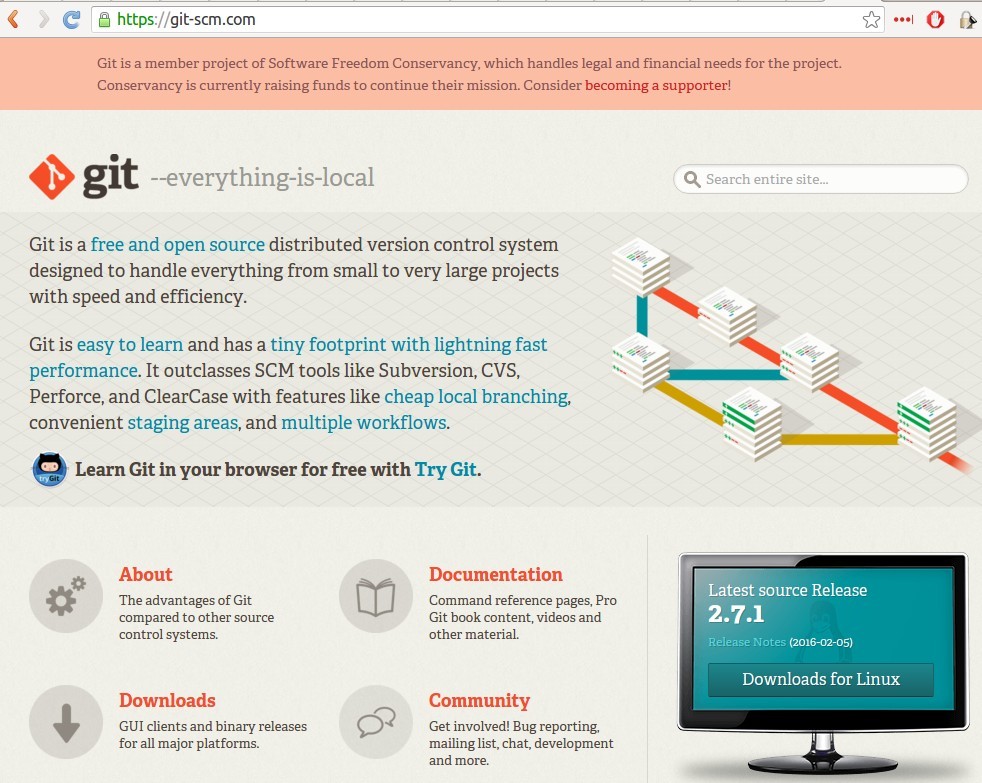 https://git-scm.com
Git is a member project of Software Freedom Conservancy, which handles legal and financial needs for the project.
Conservancy is currently raising funds to continue their mission. Consider becoming a supporter!
git --everything-is-local
Search entire site...
Git is a free and open source distributed version control system
designed to handle everything from small to very large projects
with speed and efficiency.
Git is easy to learn and has a tiny footprint with lightning fast
performance. It outclasses SCM tools like Subversion, CVS,
Perforce, and ClearCase with features like cheap local branching,
convenient staging areas, and multiple workflows.
tryGit
Learn Git in your browser for free with Try Git.
About
The advantages of Git
compared to other source
control systems.
Documentation
Command reference pages, Pro
Git book content, videos and
other material.
Downloads
GUI clients and binary releases
for all major platforms.
Community
Get involved! Bug reporting,
mailing list, chat, development
and more.
Latest source Release
2.7.1
Release Notes (2016-02-05)
Downloads for Linux